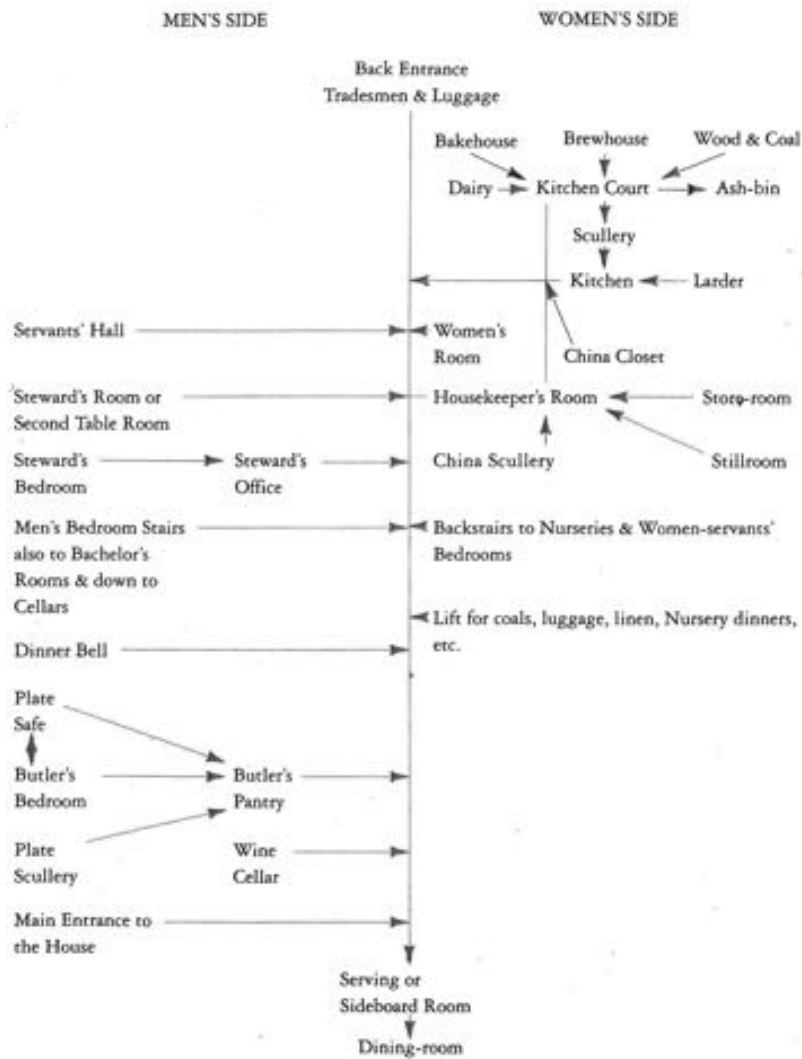 MEN'S SIDE
WOMEN'S SIDE
Back Entrance
Tradesmen & Luggage
Bakehouse
Brewhouse
Wood & Coal
Dairy
Kitchen Court
Ash-bin
Scullery
Kitchen
Larder
Servants' Hall
Women's
Room
China Closet
Steward's Room or
Second Table Room
Housekeeper's Room
Store-room
Steward's
Bedroom
Steward's
Office
China Scullery
Stillroom
Men's Bedroom Stairs
also to Bachelor's
Rooms & down to
Cellars
Backstairs to Nurseries & Women-servants'
Bedrooms
Lift for coals, luggage, linen, Nursery dinners,
etc.
Dinner Bell
Plate
Safe
Butler's
Bedroom
Butler's
Pantry
Plate
Scullery
Wine
Cellar
Main Entrance to
the House
Serving or
Sideboard Room
Dining-room